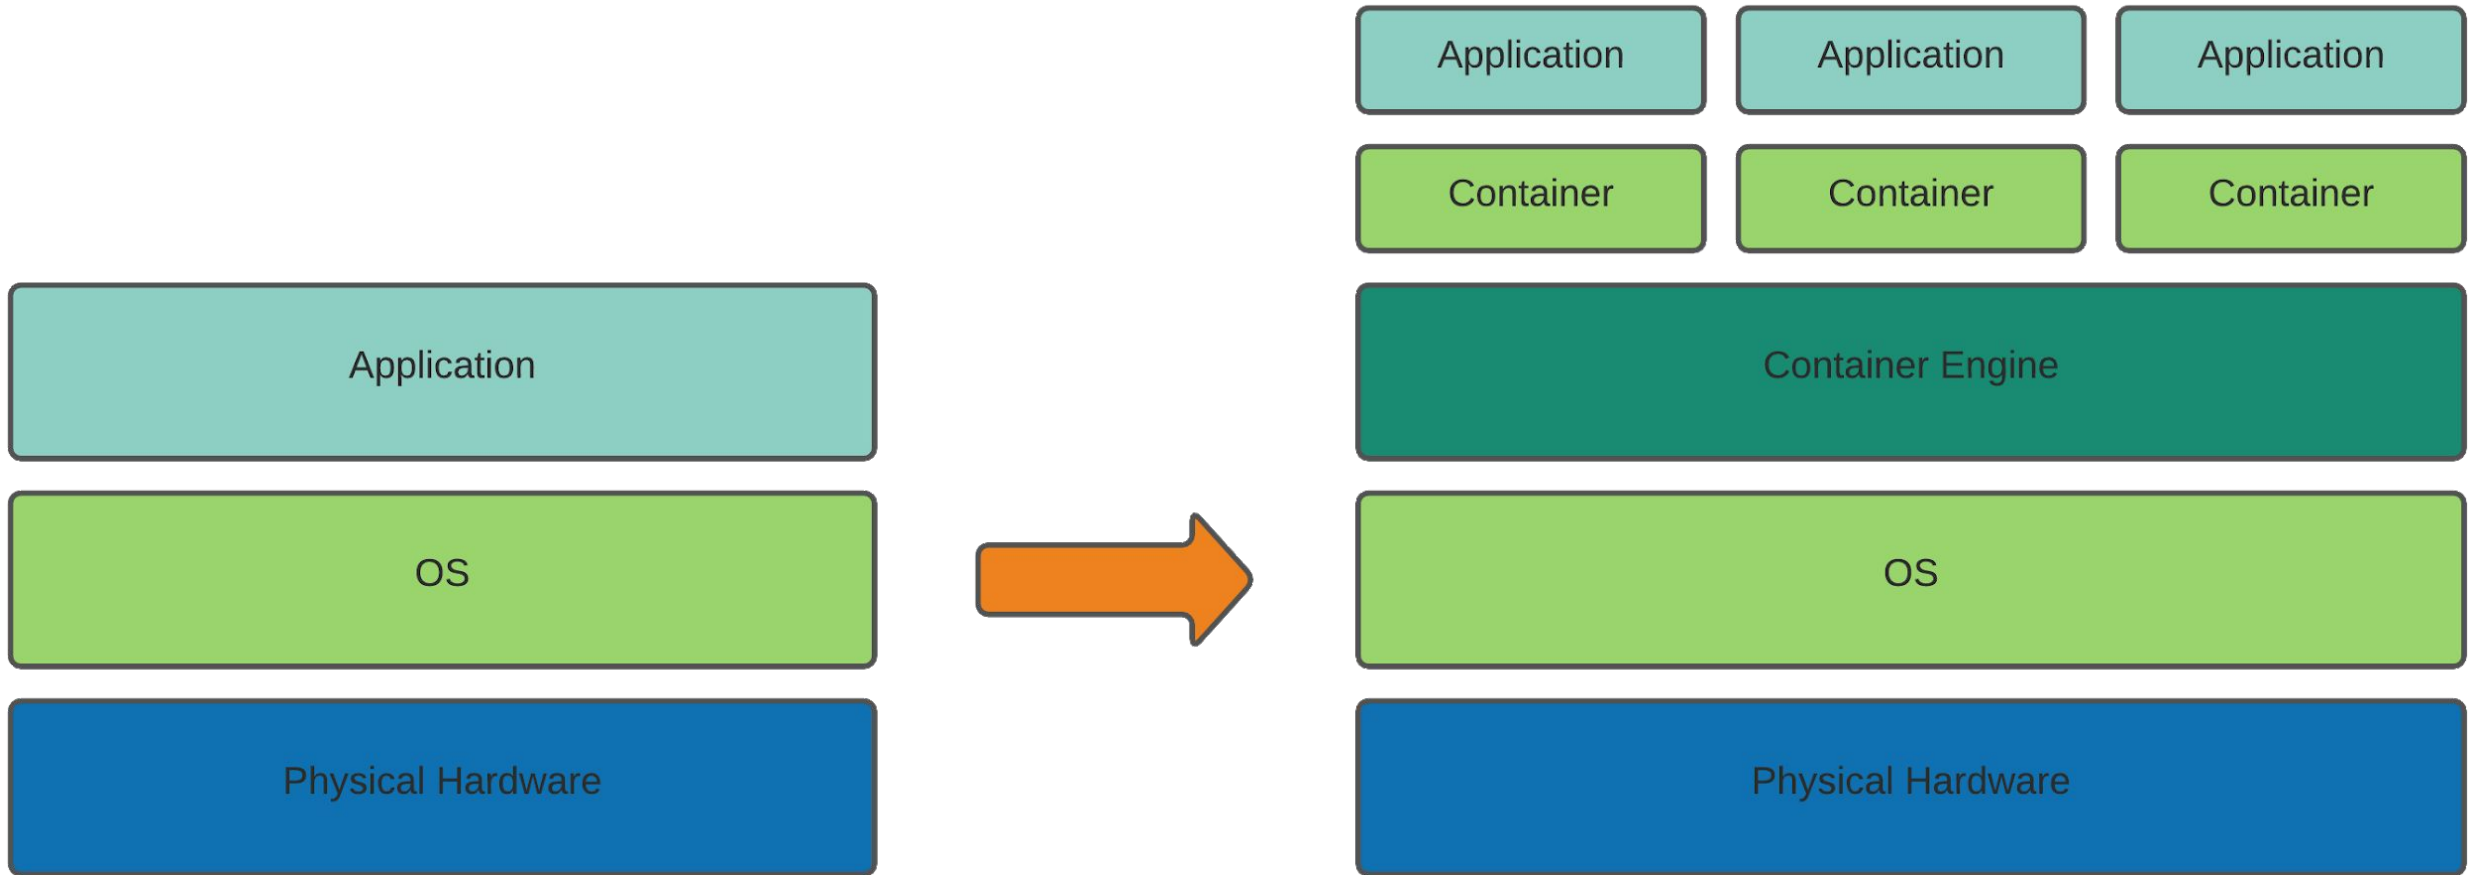 Application
OS
Physical Hardware
Application
Application
Application
Container
Container
Container
Container Engine
OS
Physical Hardware